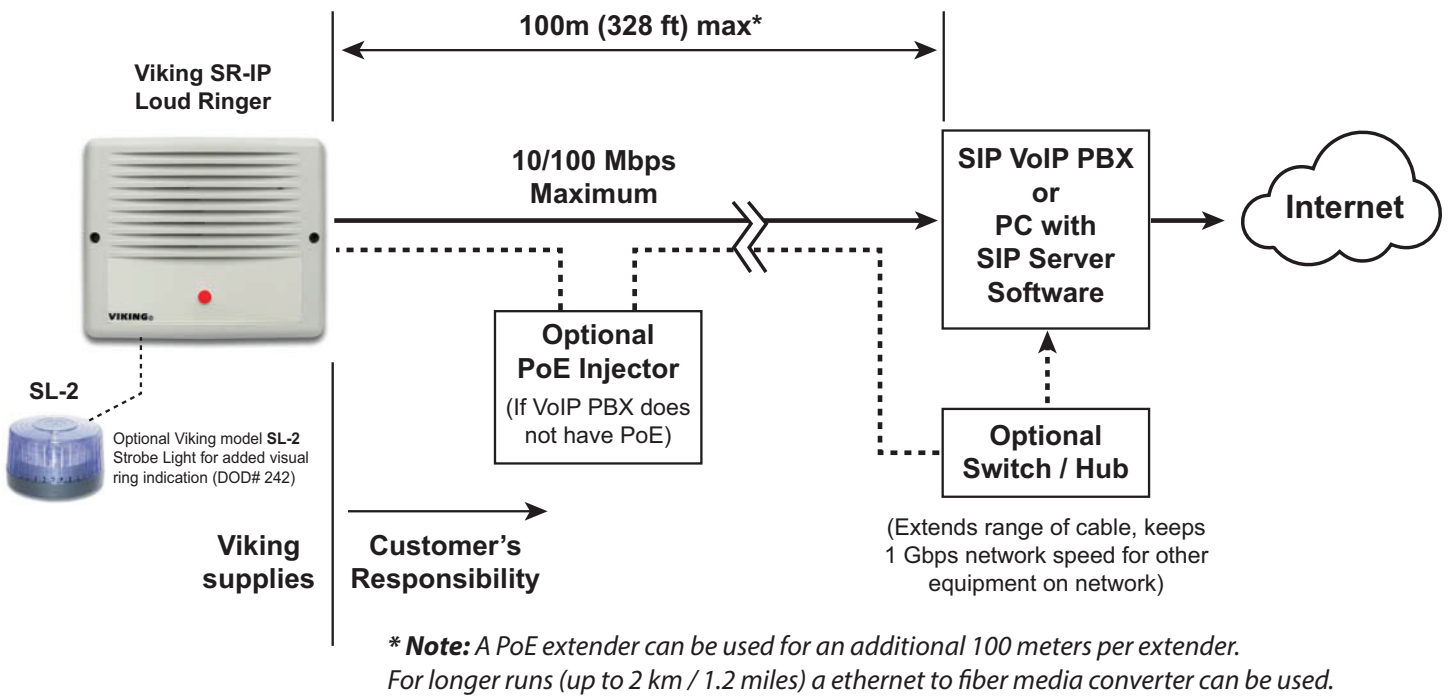 100m (328 ft) max*
Viking SR-IP
Loud Ringer
10/100 Mbps
Maximum
SIP VoIP PBX
or
PC with
SIP Server
Software
Internet
VIKING®
Optional
PoE Injector
(If VoIP PBX does
not have PoE)
SL-2
Optional Viking model SL-2
Strobe Light for added visual
ring indication (DOD# 242)
Optional
Switch / Hub
(Extends range of cable, keeps
1 Gbps network speed for other
equipment on network)
Viking
supplies
Customer’s
Responsibility
* Note: A PoE extender can be used for an additional 100 meters per extender.
For longer runs (up to 2 km / 1.2 miles) a ethernet to fiber media converter can be used.